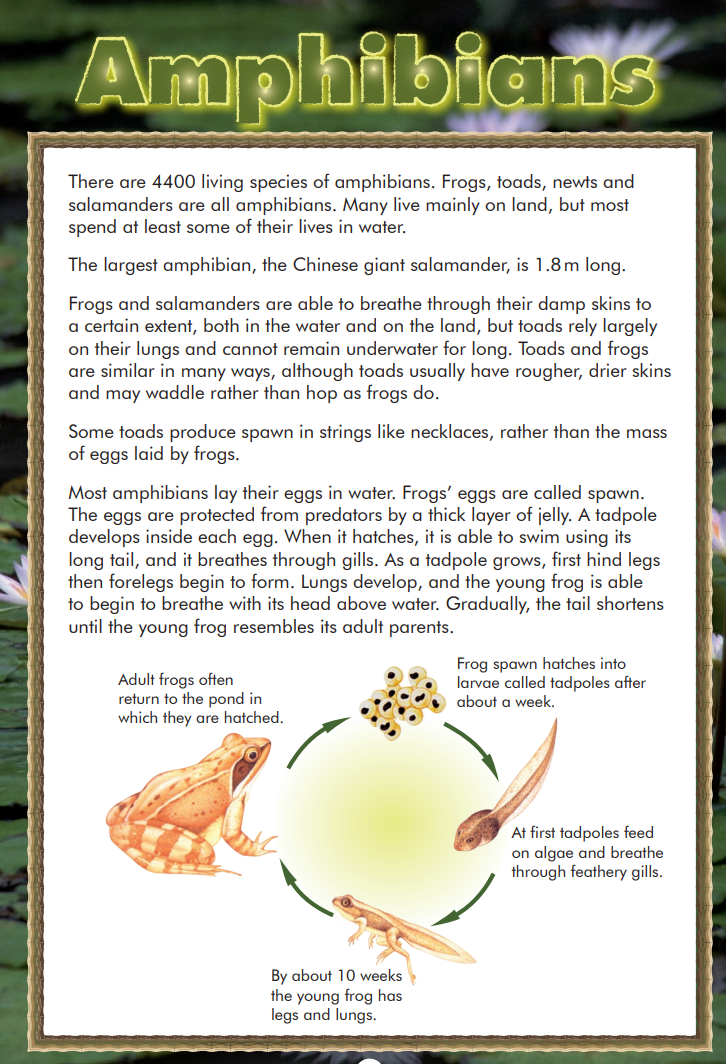 Amphibians
There are 4400 living species of amphibians. Frogs, toads, newts and
salamanders are all amphibians. Many live mainly on land, but most
spend at least some of their lives in water.
The largest amphibian, the Chinese giant salamander, is 1.8 m long.
Frogs and salamanders are able to breathe through their damp skins to
a certain extent, both in the water and on the land, but toads rely largely
on their lungs and cannot remain underwater for long. Toads and frogs
are similar in many ways, although toads usually have rougher, drier skins
and may waddle rather than hop as frogs do.
Some toads produce spawn in strings like necklaces, rather than the mass
of eggs laid by frogs.
Most amphibians lay their eggs in water. Frogs’ eggs are called spawn.
The eggs are protected from predators by a thick layer of jelly. A tadpole
develops inside each egg. When it hatches, it is able to swim using its
long tail, and it breathes through gills. As a tadpole grows, first hind legs
then forelegs begin to form. Lungs develop, and the young frog is able
to begin to breathe with its head above water. Gradually, the tail shortens
until the young frog resembles its adult parents.
Adult frogs often
return to the pond in
which they are hatched.
Frog spawn hatches into
larvae called tadpoles after
about a week.
At first tadpoles feed
on algae and breathe
through feathery gills.
By about 10 weeks
the young frog has
legs and lungs.